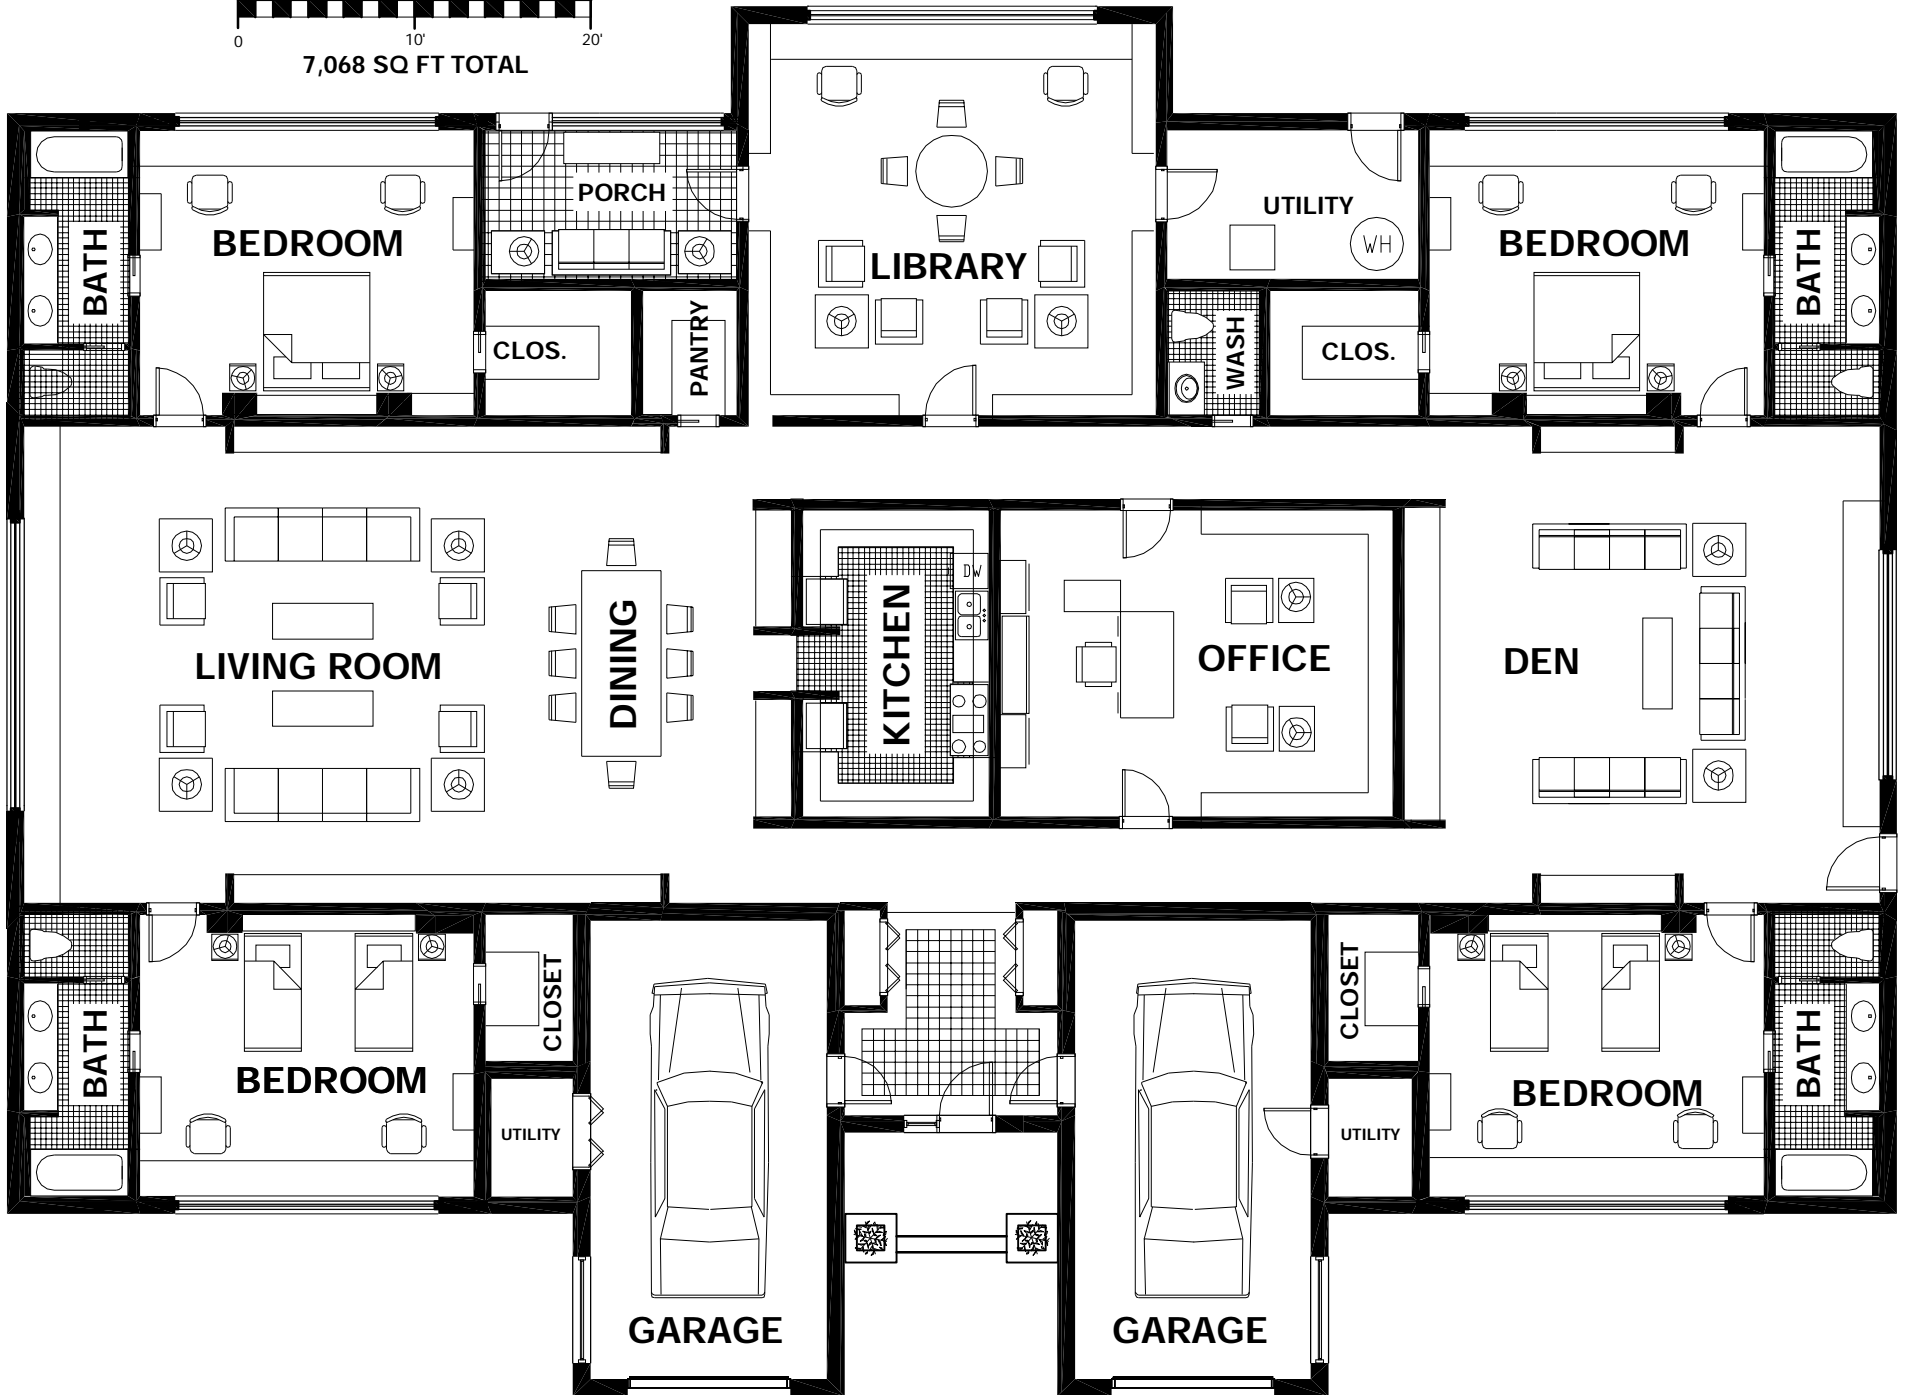 0 10' 20'
7,068 SQ FT TOTAL
BATH
BEDROOM
PORCH
LIBRARY
UTILITY
WH
BEDROOM
BATH
CLOS.
PANTRY
WASH
CLOS.
LIVING ROOM
DINING
KITCHEN
DW
OFFICE
DEN
BATH
BEDROOM
CLOSET
UTILITY
GARAGE
GARAGE
CLOSET
UTILITY
BEDROOM
BATH